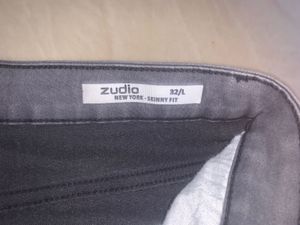 zudio 32/L
NEW YORK - SKINNY FIT